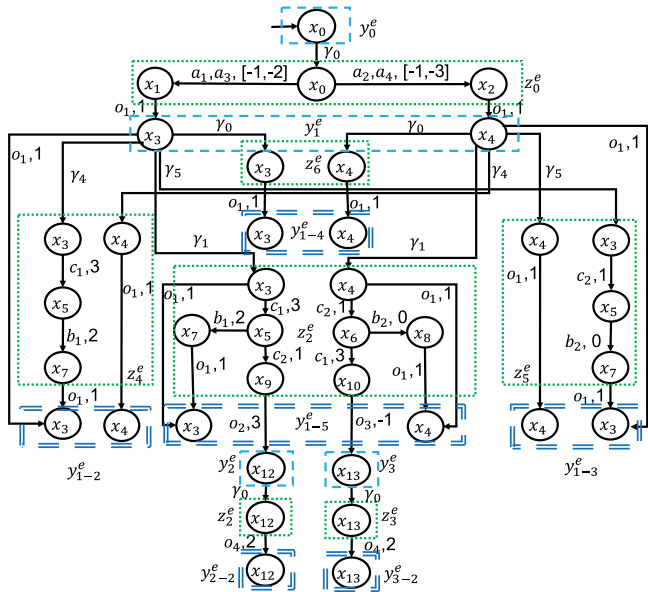 x₀ y₀ᵉ
γ₀
a₁, a₃, [-1,-2] a₂, a₄, [-1,-3]
x₁ x₀ x₂ z₀ᵉ
o₁,1 o₁,1
γ₀ y₁ᵉ γ₀
x₃ x₄
o₁,1 o₁,1
γ₄ γ₅ x₃ z₆ᵉ x₄ γ₄ γ₅
o₁,1 o₁,1
x₃ x₄ x₃ y₁₋₄ᵉ x₄ x₄ x₃
γ₁ γ₁
c₁,3 o₁,1 o₁,1 c₂,1
x₃ x₄
o₁,1 c₁,3 c₂,1 o₁,1
x₅ b₁,2 b₂,0 x₅
x₇ x₅ z₂ᵉ x₆ x₈
b₁,2 c₂,1 c₁,3 b₂,0
x₇ z₄ᵉ o₁,1 x₉ x₁₀ o₁,1 z₅ᵉ x₇
o₁,1 o₁,1
x₃ x₄ x₃ o₂,3 y₁₋₅ᵉ o₃,-1 x₄ x₄ x₃
y₁₋₂ᵉ y₂ᵉ x₁₂ x₁₃ y₃ᵉ y₁₋₃ᵉ
γ₀ γ₀
z₂ᵉ x₁₂ x₁₃ z₃ᵉ
o₄,2 o₄,2
y₂₋₂ᵉ x₁₂ x₁₃ y₃₋₂ᵉ